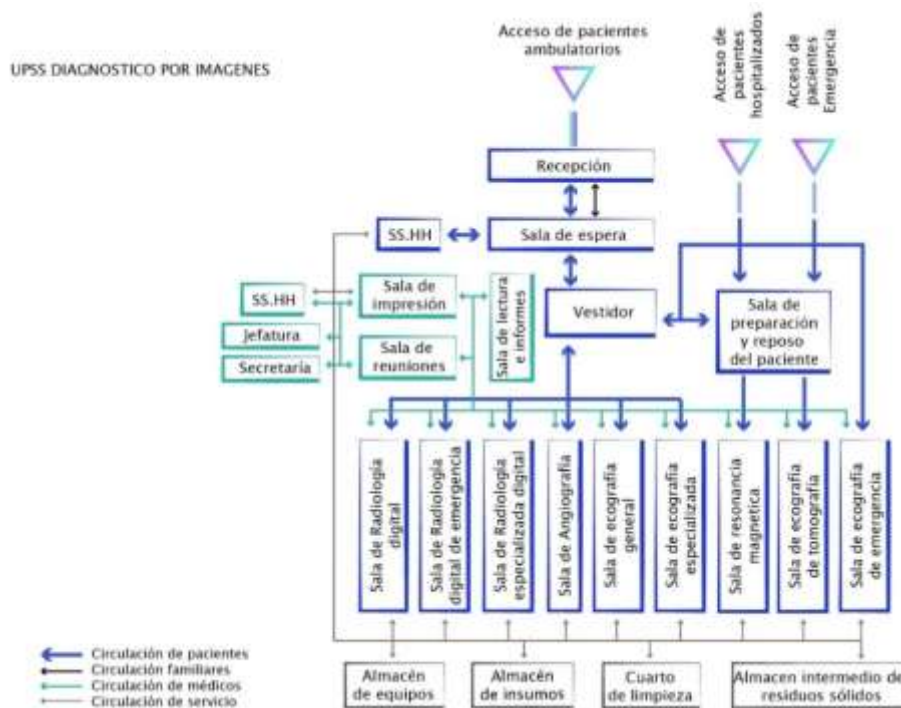 Acceso de pacientes
ambulatorios
UPSS DIAGNOSTICO POR IMAGENES
Acceso de
pacientes
hospitalizados
Acceso de
pacientes
Emergencia
Recepción
SS.HH
Sala de espera
SS.HH
Sala de
impresión
Sala de lectura
e informes
Vestidor
Sala de
preparación
y reposo
del paciente
Jefatura
Secretaría
Sala de
reuniones
Sala de Radiología
digital
Sala de Radiología
digital de emergencia
Sala de Radiología
especializada digital
Sala de Angiografía
Sala de ecografía
general
Sala de ecografía
especializada
Sala de resonancia
magnetica.
Sala de ecografía
de tomografía
Sala de ecografía
de emergencia
Circulación de pacientes
Circulación familiares
Circulación de médicos
Circulación de servicio
Almacén
de equipos
Almacén
de insumos
Cuarto
de limpieza
Almacen intermedio de
residuos sólidos